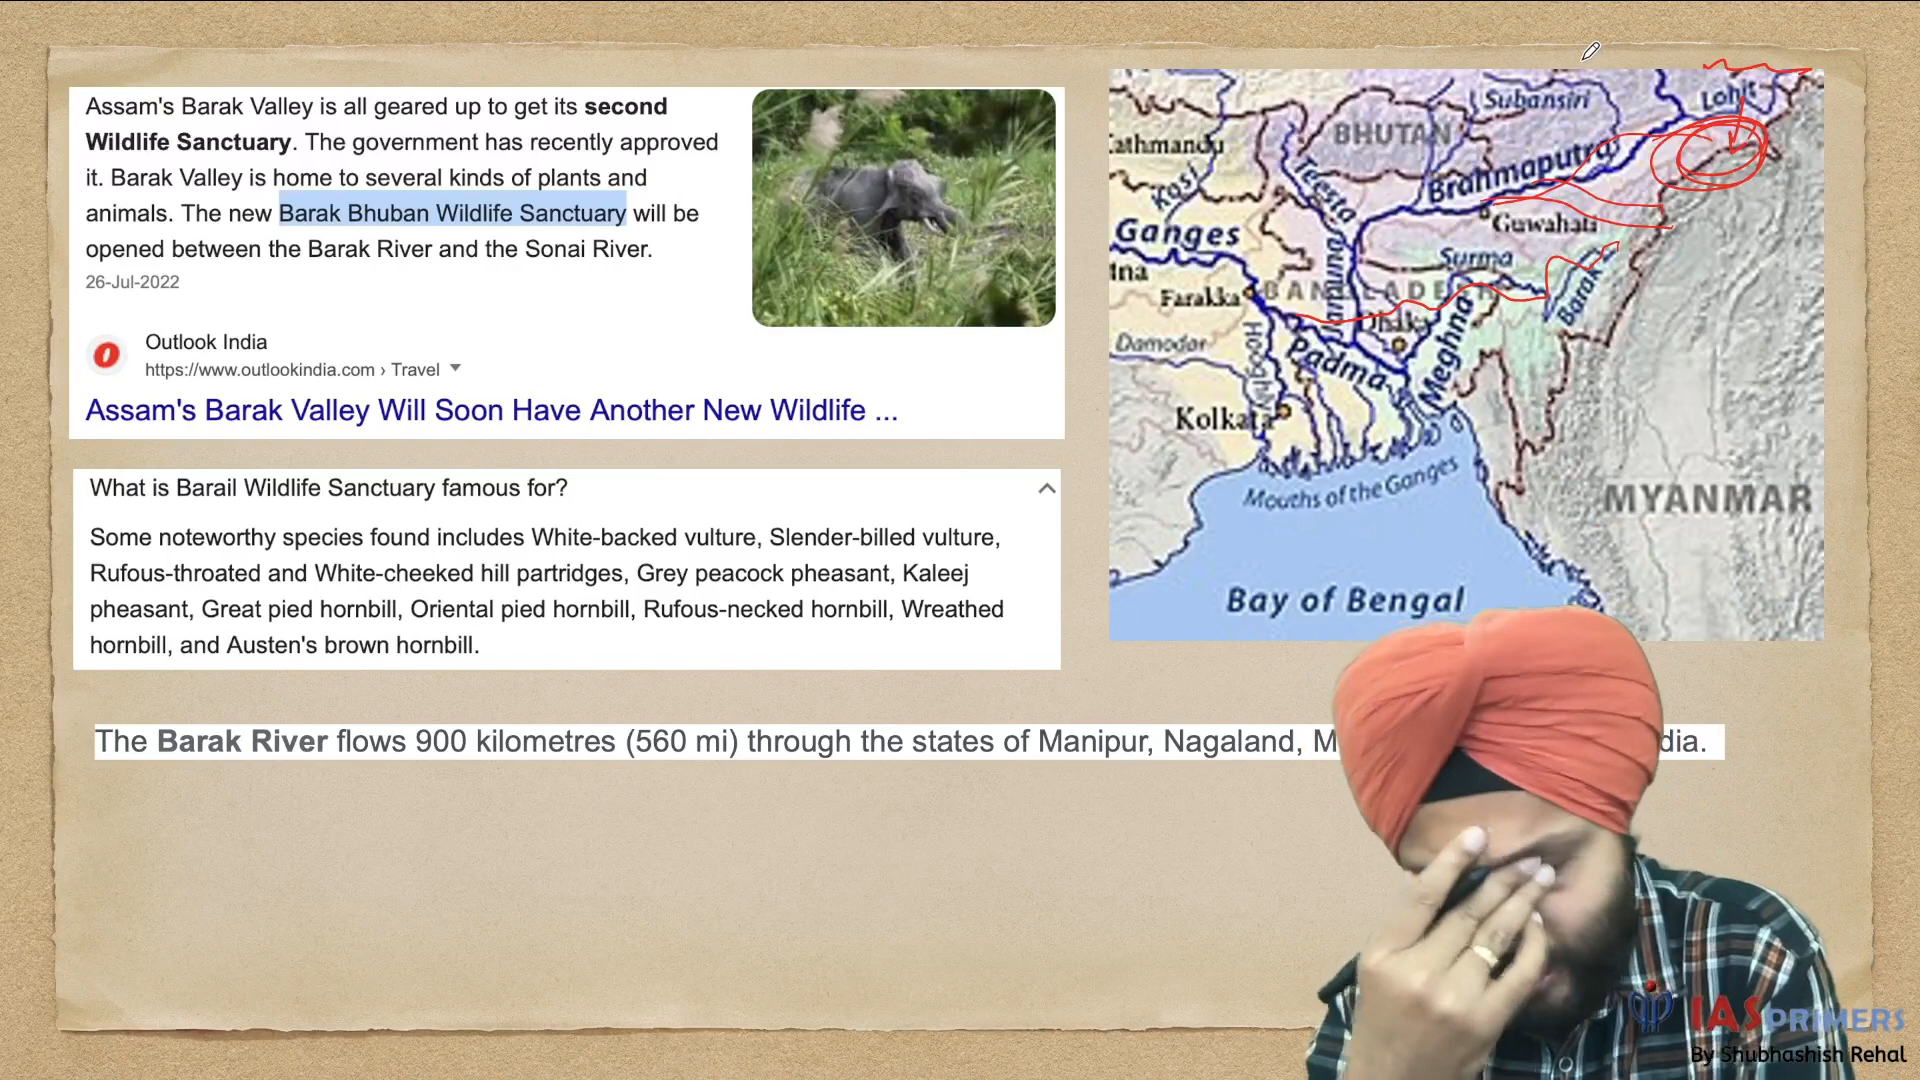 Assam's Barak Valley is all geared up to get its second
Wildlife Sanctuary. The government has recently approved
it. Barak Valley is home to several kinds of plants and
animals. The new Barak Bhuban Wildlife Sanctuary will be
opened between the Barak River and the Sonai River.
26-Jul-2022
Outlook India
https://www.outlookindia.com › Travel
Assam's Barak Valley Will Soon Have Another New Wildlife ...
What is Barail Wildlife Sanctuary famous for?
Some noteworthy species found includes White-backed vulture, Slender-billed vulture,
Rufous-throated and White-cheeked hill partridges, Grey peacock pheasant, Kaleej
pheasant, Great pied hornbill, Oriental pied hornbill, Rufous-necked hornbill, Wreathed
hornbill, and Austen's brown hornbill.
Lohit
Subansiri
BHUTAN
athmandu
Kosi
Teesta
Brahmaputra
Guwahati
Ganges
Surma
tna
Farakka
BANGLADESH
Jamuna
Barak
Dhaka
Damodar
Hooghly
Padma
Meghna
Kolkata
Mouths of the Ganges
MYANMAR
Bay of Bengal
The Barak River flows 900 kilometres (560 mi) through the states of Manipur, Nagaland, M
dia.
IAS PRIMERS
By Shubhashish Rehal